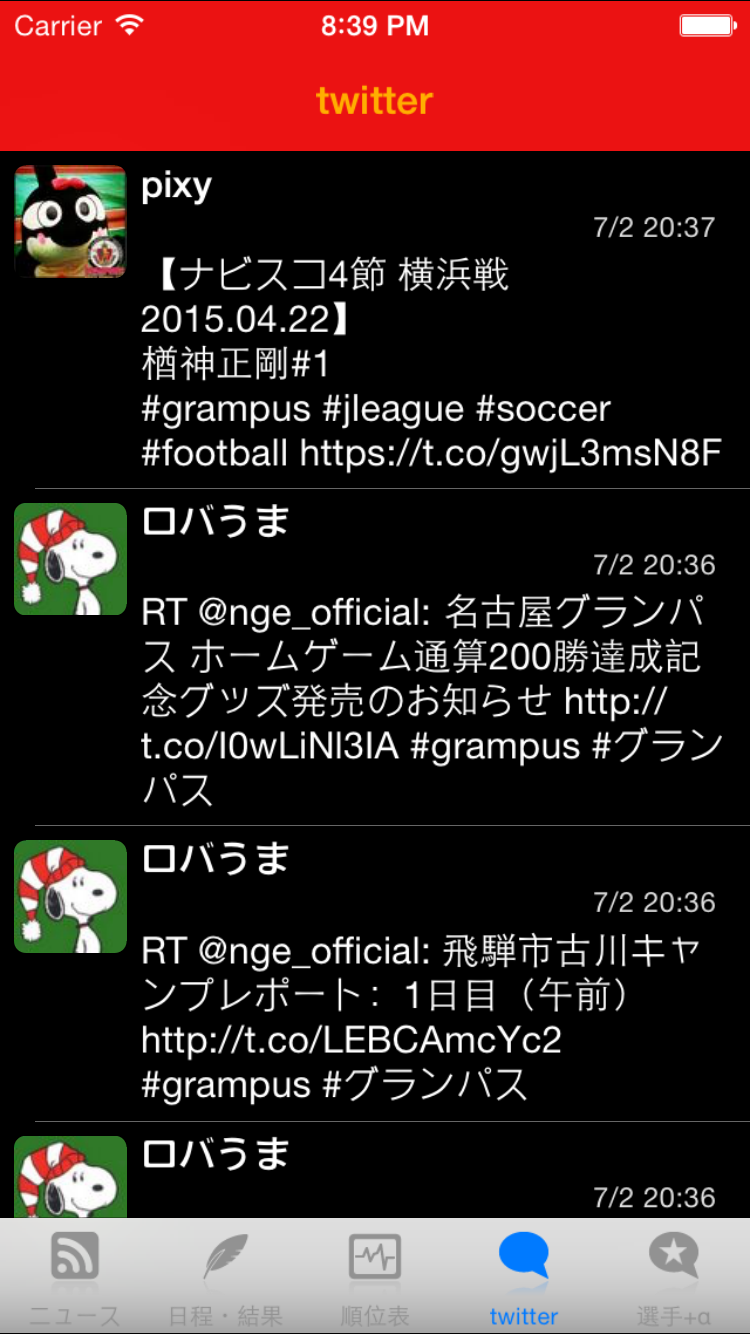 Carrier 8:39 PM
twitter
pixy
7/2 20:37
【ナビスコ4節 横浜戦
2015.04.22】
楢神正剛#1
#grampus #jleague #soccer
#football https://t.co/gwjL3msN8F
ロバうま
7/2 20:36
RT @nge_official: 名古屋グランパ
ス ホームゲーム通算200勝達成記
念グッズ発売のお知らせ http://
t.co/I0wLiNl3IA #grampus #グラン
パス
ロバうま
7/2 20:36
RT @nge_official: 飛騨市古川キャ
ンプレポート：1日目（午前）
http://t.co/LEBCAmcYc2
#grampus #グランパス
ロバうま
7/2 20:36
ニュース 日程・結果 順位表 twitter 選手+α